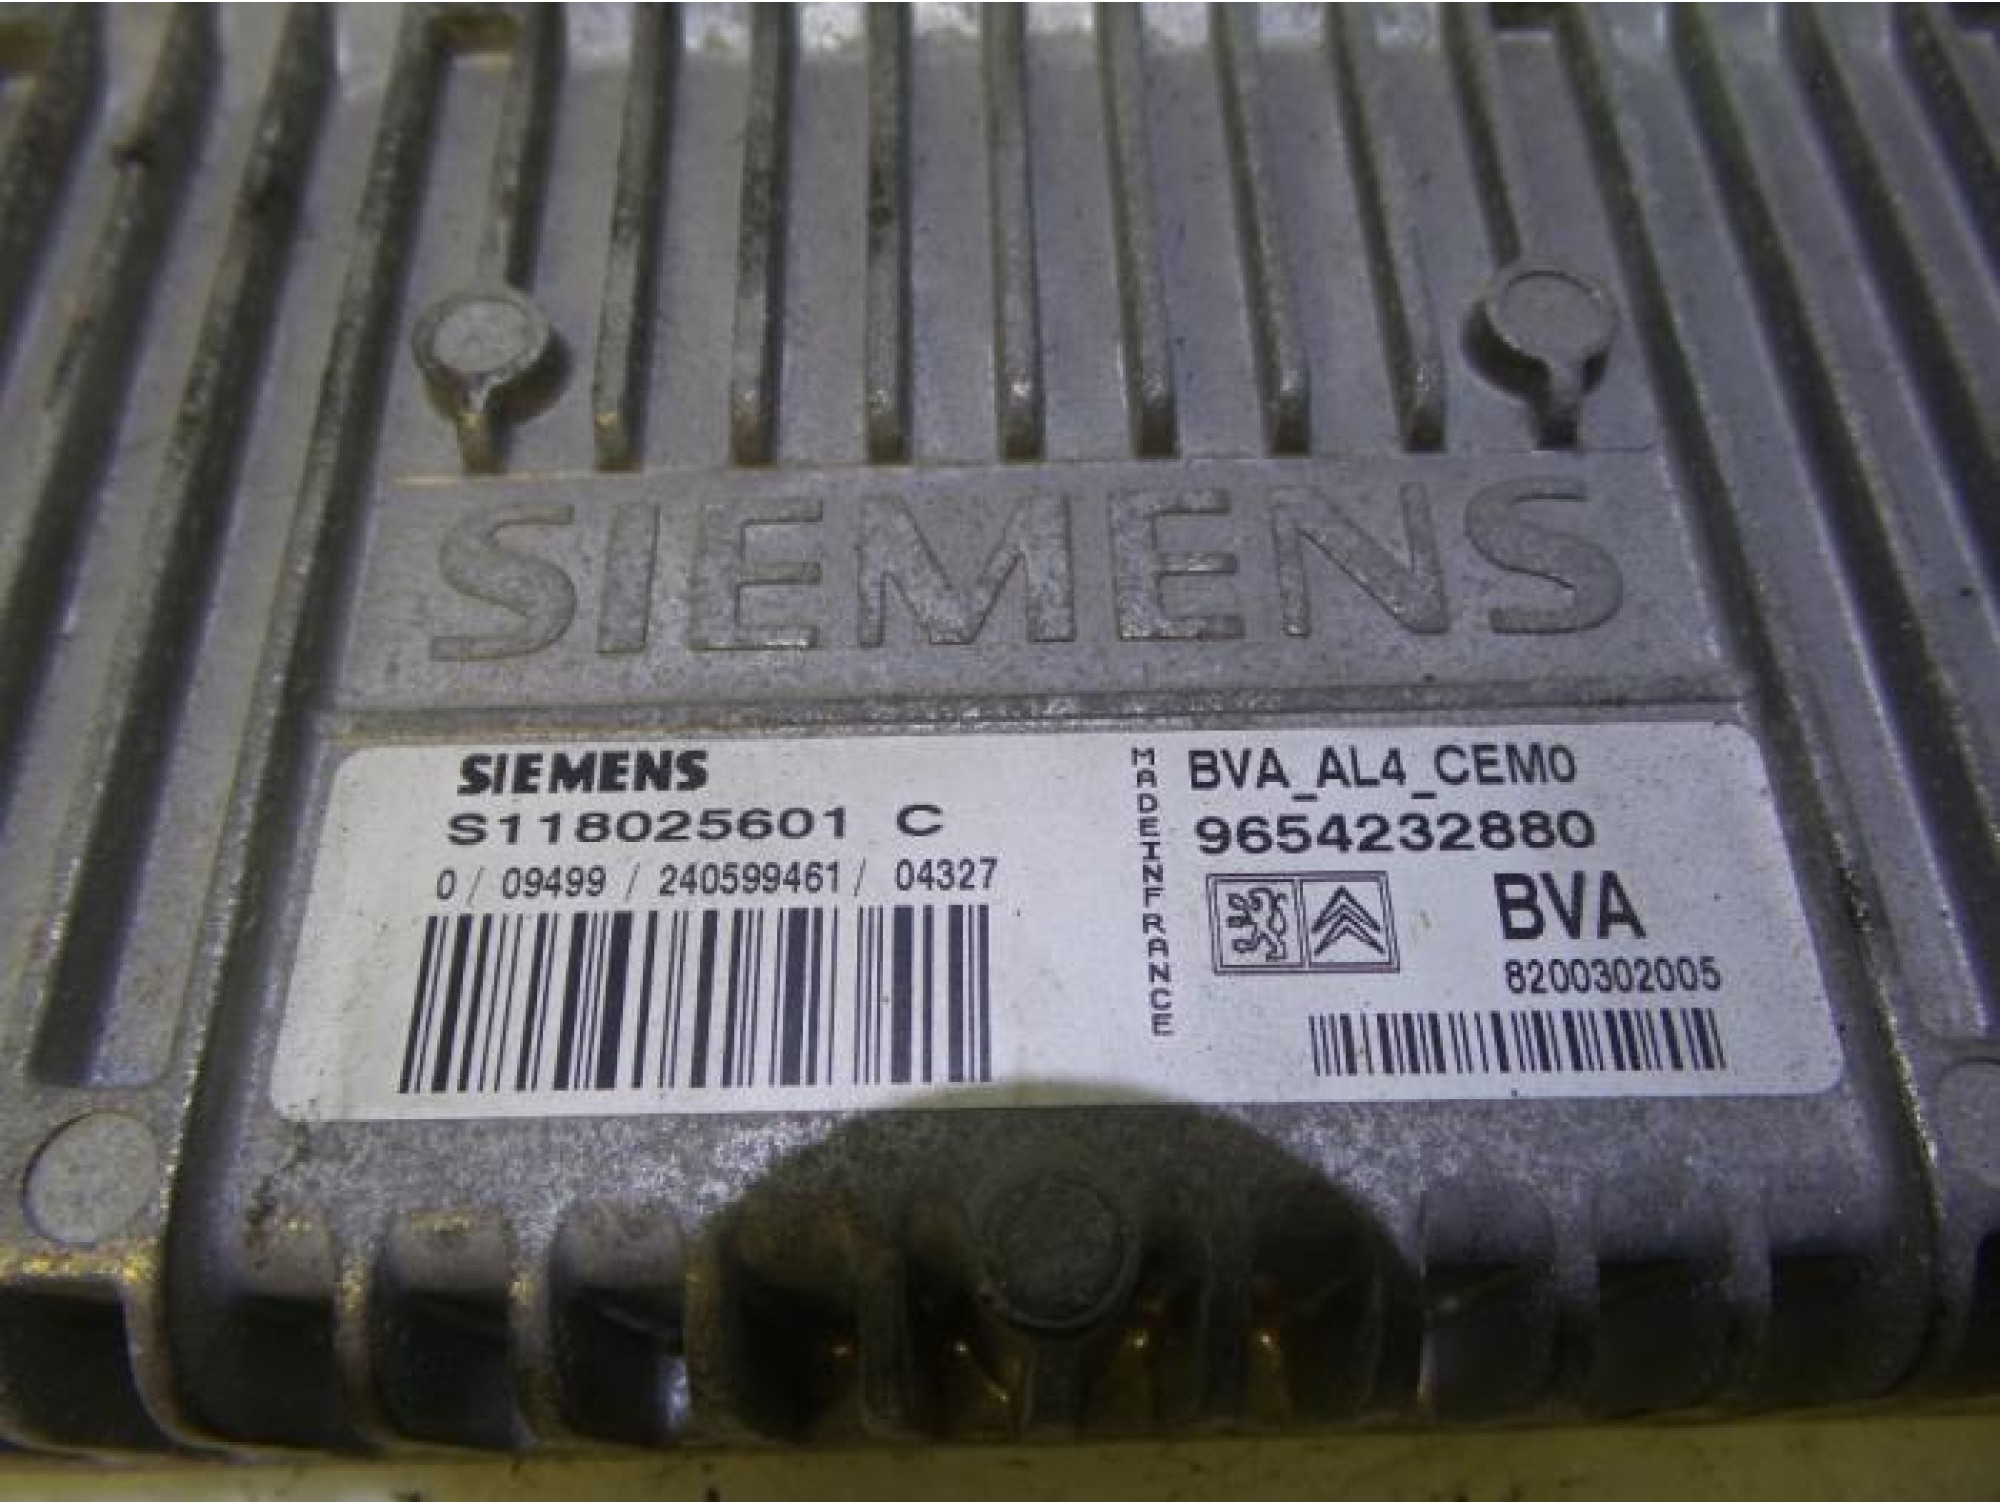 SIEMENS
SIEMENS
S118025601 C
0 / 09499 / 240599461 / 04327
MADE IN FRANCE
BVA_AL4_CEM0
9654232880
BVA
8200302005